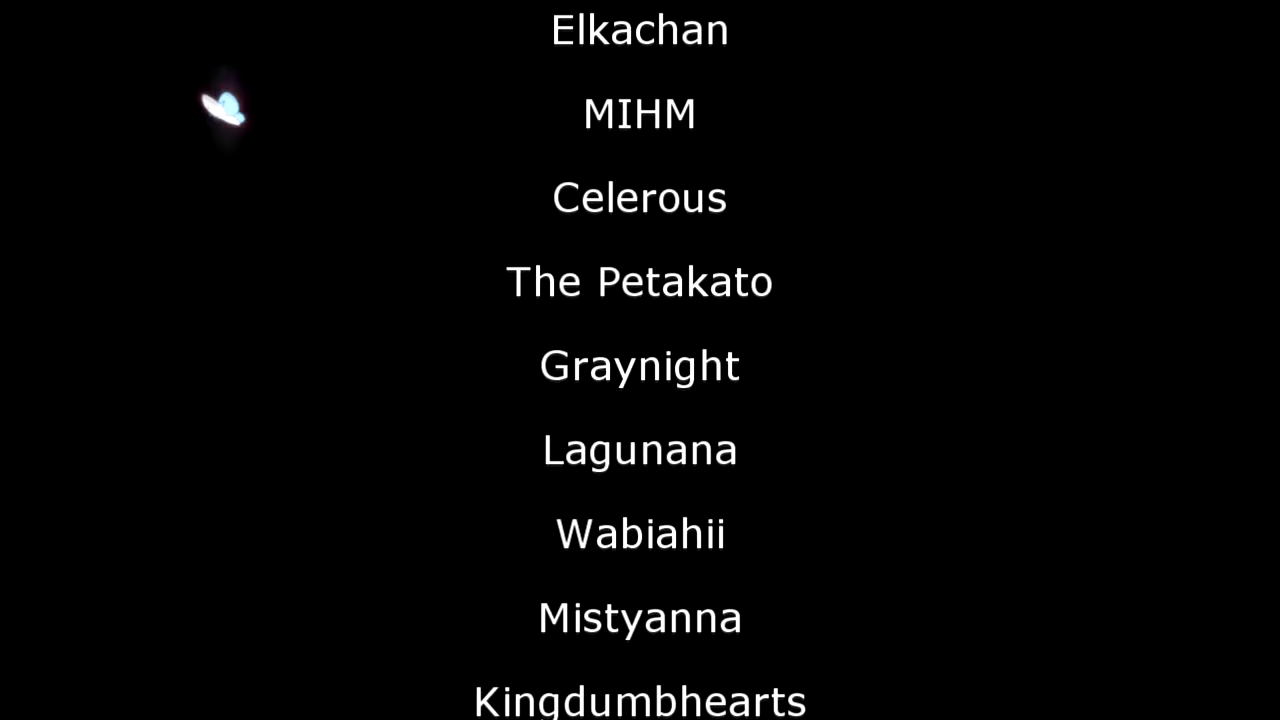 Elkachan
MIHM
Celerous
The Petakato
Graynight
Lagunana
Wabiahii
Mistyanna
Kingdumbhearts